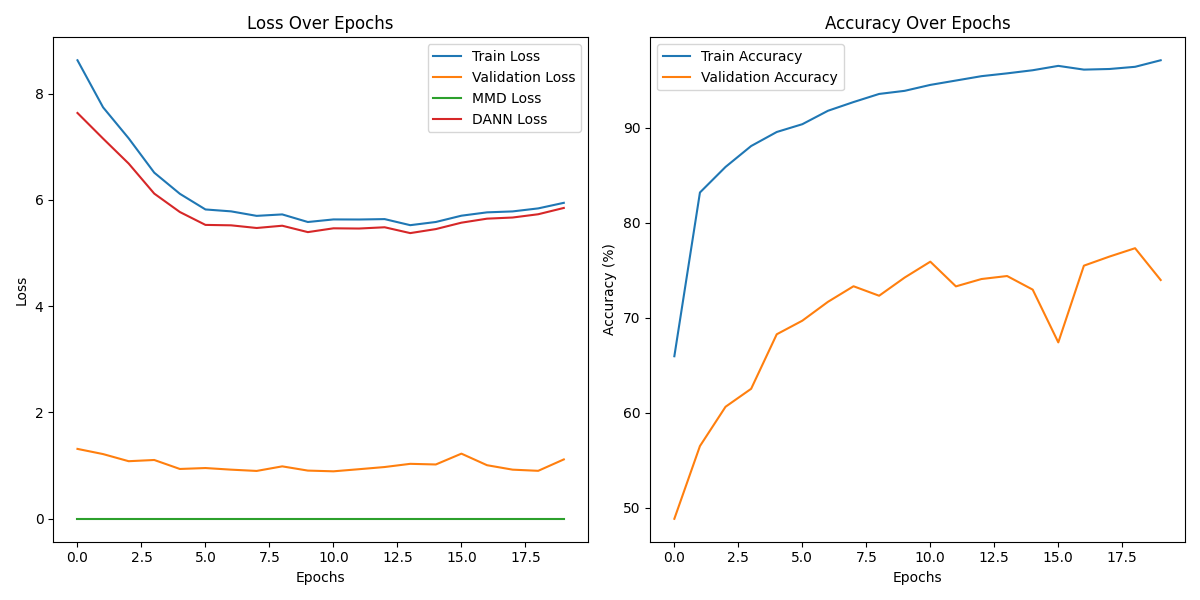 Loss Over Epochs
Train Loss
Validation Loss
MMD Loss
DANN Loss
Loss
8
6
4
2
0
0.0 2.5 5.0 7.5 10.0 12.5 15.0 17.5
Epochs
Accuracy Over Epochs
Train Accuracy
Validation Accuracy
Accuracy (%)
90
80
70
60
50
0.0 2.5 5.0 7.5 10.0 12.5 15.0 17.5
Epochs